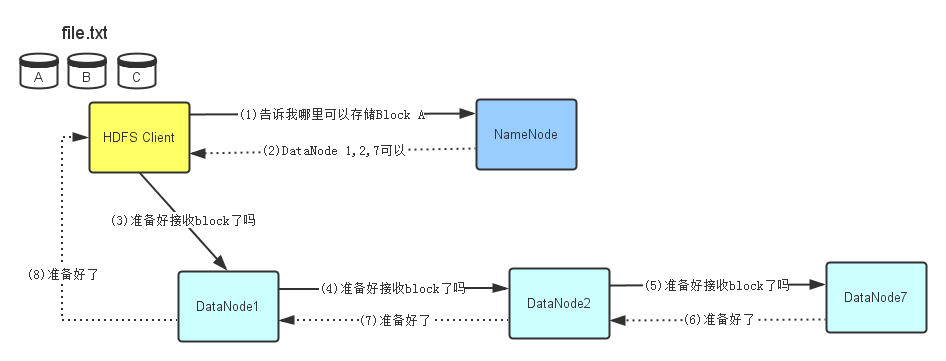 file.txt
A
B
C
HDFS Client
(1)告诉我哪里可以存储Block A
NameNode
(2)DataNode 1,2,7可以
(3)准备好接收block了吗
(8)准备好了
DataNode1
(4)准备好接收block了吗
DataNode2
(5)准备好接收block了吗
DataNode7
(7)准备好了
(6)准备好了